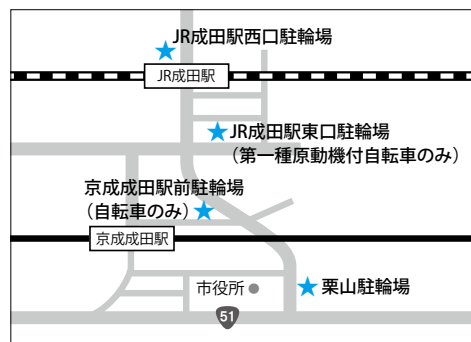 JR成田駅西口駐輪場
JR成田駅
JR成田駅東口駐輪場
（第一種原動機付自転車のみ）
京成成田駅前駐輪場
（自転車のみ）
京成成田駅
市役所
栗山駐輪場
51